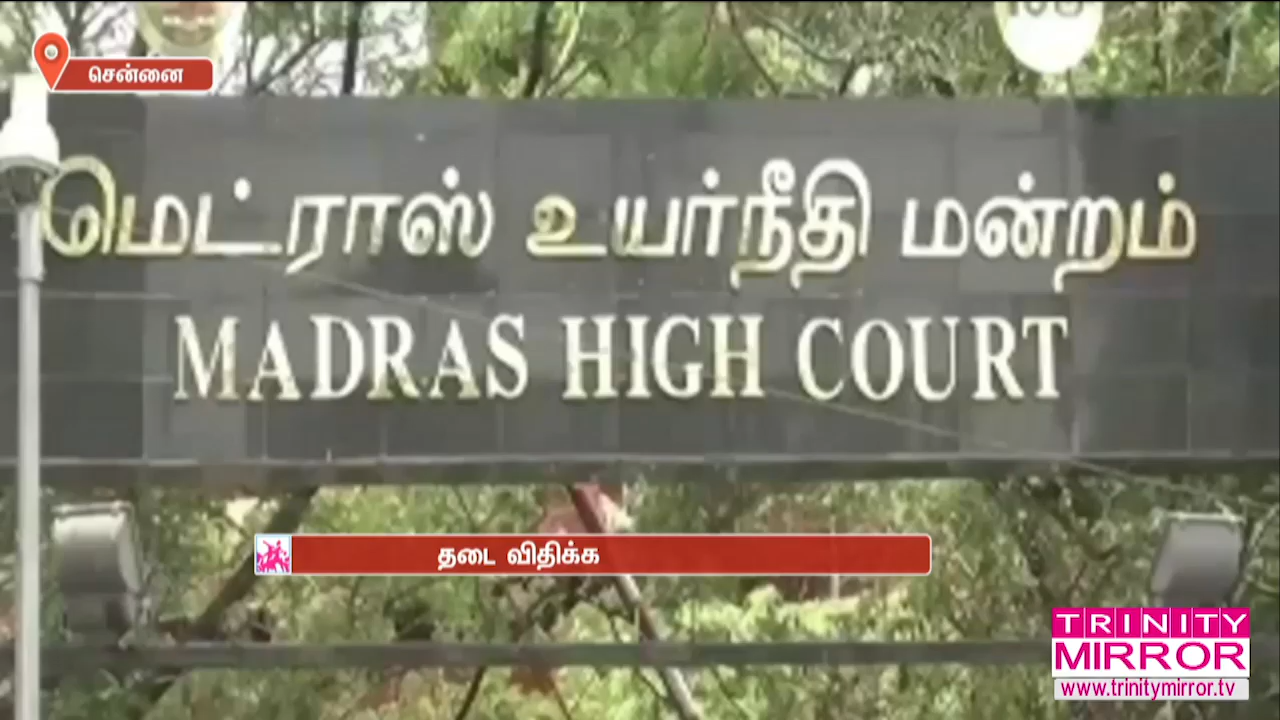 சென்னை
மெட்ராஸ் உயர்நீதி மன்றம்
MADRAS HIGH COURT
தடை விதிக்க
TRINITY
MIRROR
www.trinitymirror.tv